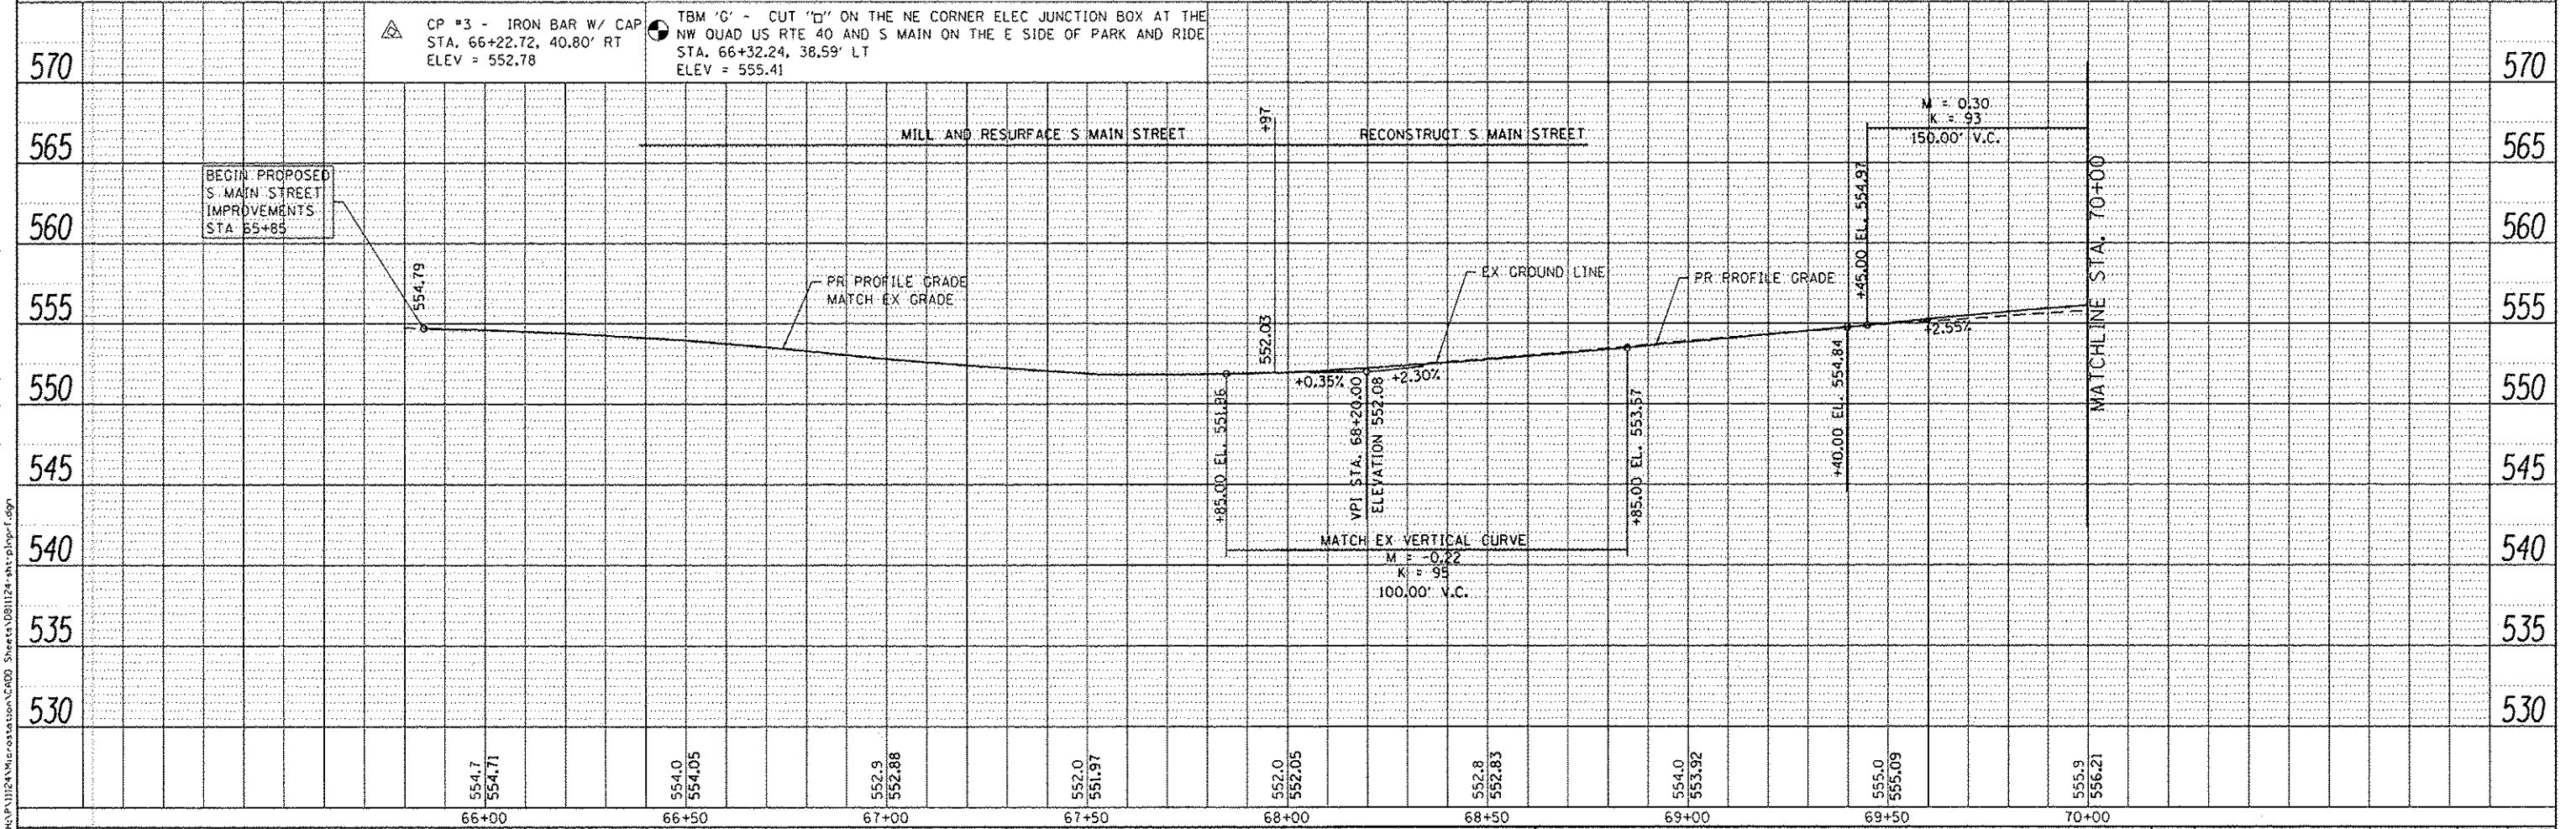 CP #3 - IRON BAR W/ CAP
STA. 66+22.72, 40.80' RT
ELEV = 552.78
TBM 'G' - CUT "□" ON THE NE CORNER ELEC JUNCTION BOX AT THE
NW QUAD US RTE 40 AND S MAIN ON THE E SIDE OF PARK AND RIDE
STA. 66+32.24, 38.59' LT
ELEV = 555.41
570
565
560
555
550
545
540
535
530
570
565
560
555
550
545
540
535
530
BEGIN PROPOSED
S MAIN STREET
IMPROVEMENTS
STA 65+85
554.79
PR PROFILE GRADE
MATCH EX GRADE
MILL AND RESURFACE S MAIN STREET
+97
552.03
RECONSTRUCT S MAIN STREET
EX GROUND LINE
PR PROFILE GRADE
M = 0.30
K = 93
150.00' V.C.
+45.00 EL. 554.97
+2.55%
+40.00 EL. 554.84
MATCHLINE STA. 70+00
+0.35%
+2.30%
+85.00 EL. 551.96
VPI STA. 68+20.00
ELEVATION 552.08
+85.00 EL. 553.57
MATCH EX VERTICAL CURVE
M = -0.22
K = 95
100.00' V.C.
554.7
554.71
554.0
554.05
552.9
552.88
552.0
551.97
552.0
552.05
552.8
552.83
554.0
553.92
555.0
555.09
555.9
556.21
66+00
66+50
67+00
67+50
68+00
68+50
69+00
69+50
70+00